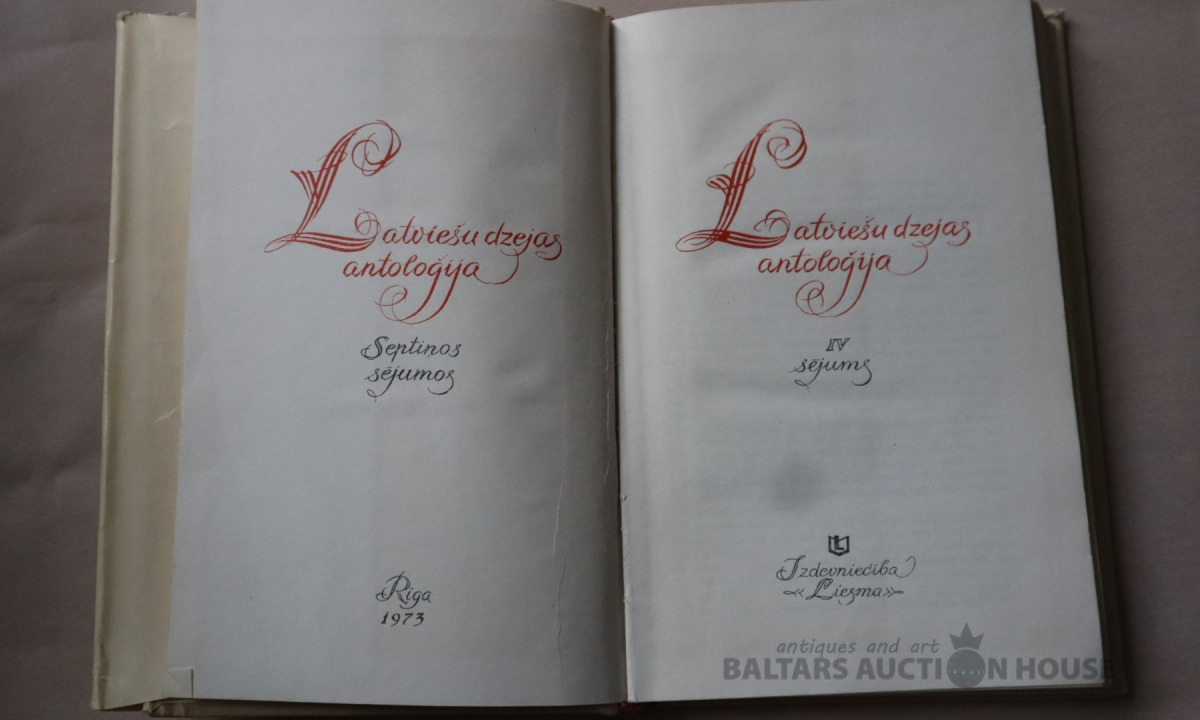 Latviešu dzejas
antoloģija
Septiņos
sējumos
Rīga
1973
Latviešu dzejas
antoloģija
IV
sējums
L
Izdevniecība
«Liesma»
antiques and art
BALTARS AUCTION HOUSE